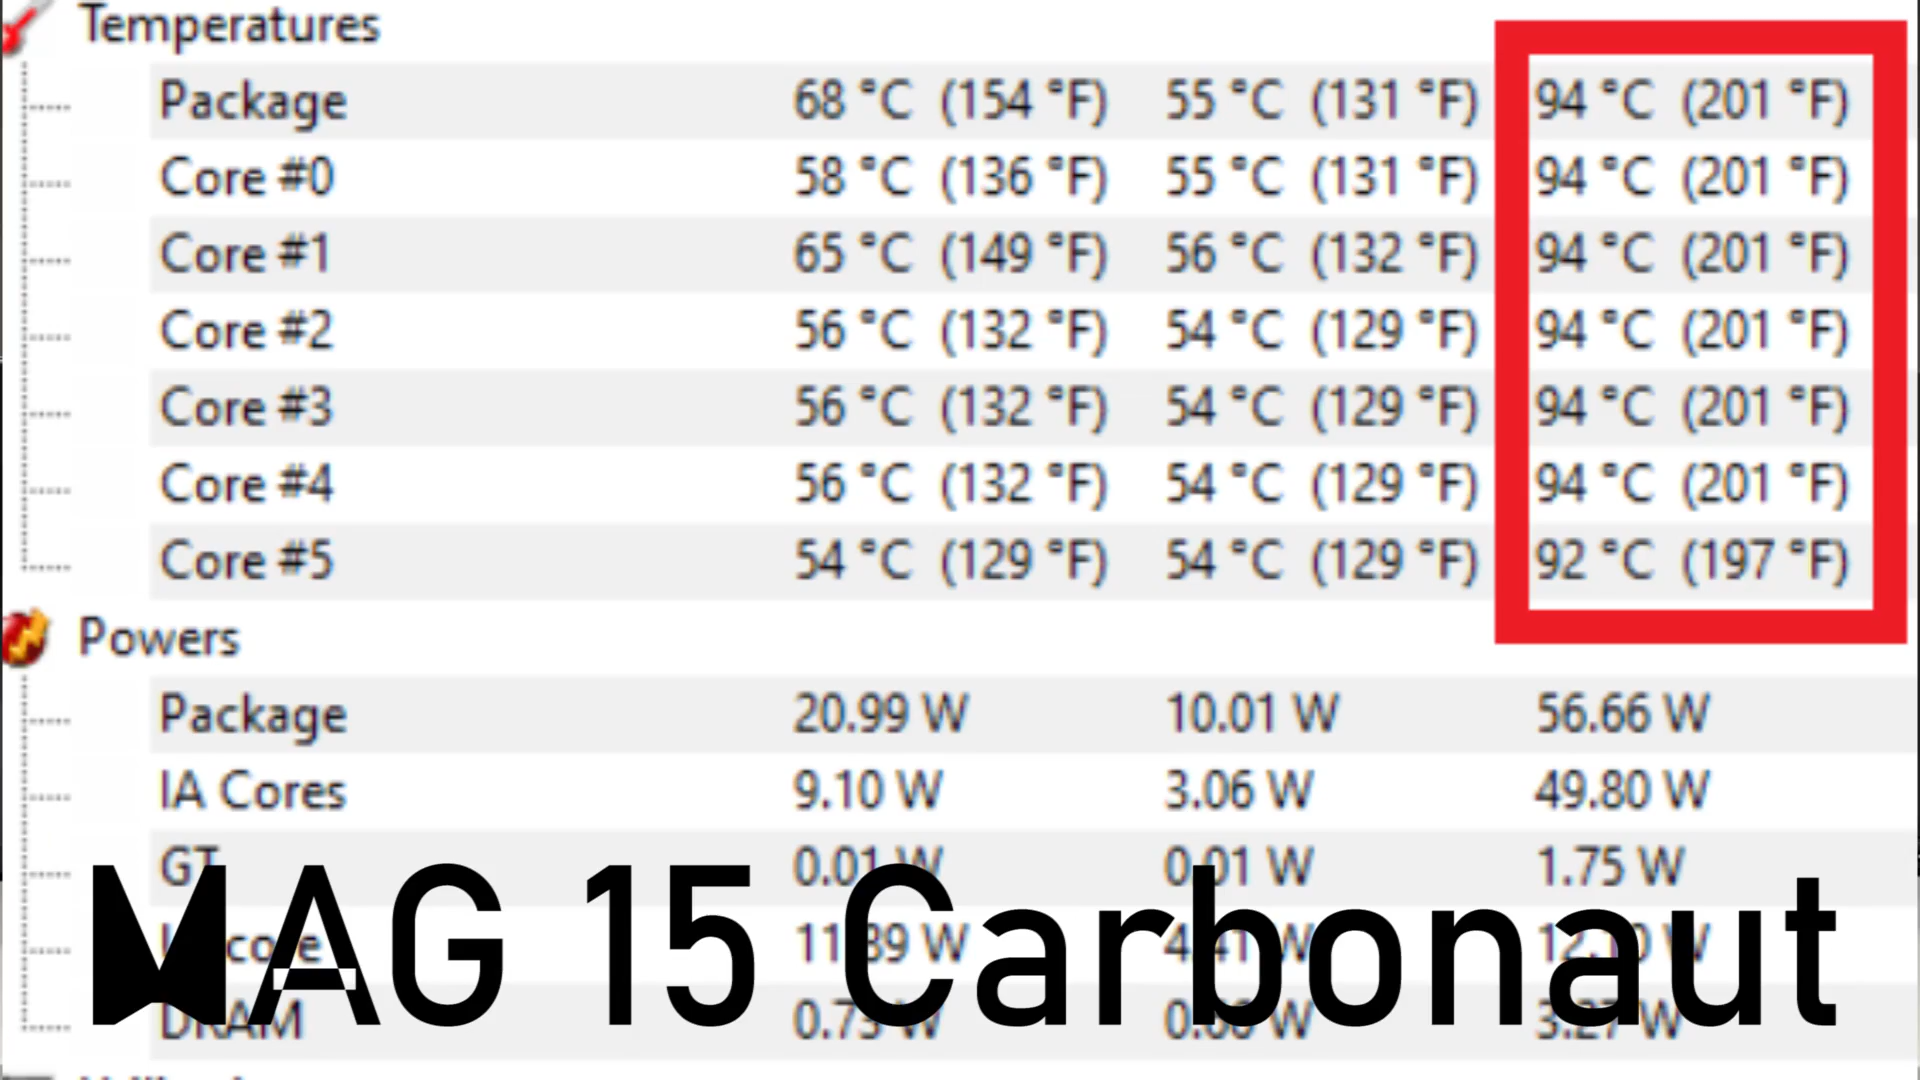 Temperatures
Package 68 °C (154 °F) 55 °C (131 °F) 94 °C (201 °F)
Core #0 58 °C (136 °F) 55 °C (131 °F) 94 °C (201 °F)
Core #1 65 °C (149 °F) 56 °C (132 °F) 94 °C (201 °F)
Core #2 56 °C (132 °F) 54 °C (129 °F) 94 °C (201 °F)
Core #3 56 °C (132 °F) 54 °C (129 °F) 94 °C (201 °F)
Core #4 56 °C (132 °F) 54 °C (129 °F) 94 °C (201 °F)
Core #5 54 °C (129 °F) 54 °C (129 °F) 92 °C (197 °F)
Powers
Package 20.99 W 10.01 W 56.66 W
IA Cores 9.10 W 3.06 W 49.80 W
GT 0.01 W 0.01 W 1.75 W
MAG 15 Carbonaut
DRAM